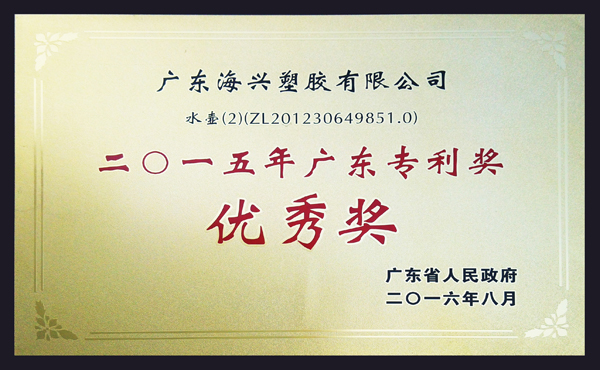 广东海兴塑胶有限公司
水壶(2)(ZL201230649851.0)
二〇一五年广东专利奖
优秀奖
广东省人民政府
二〇一六年八月